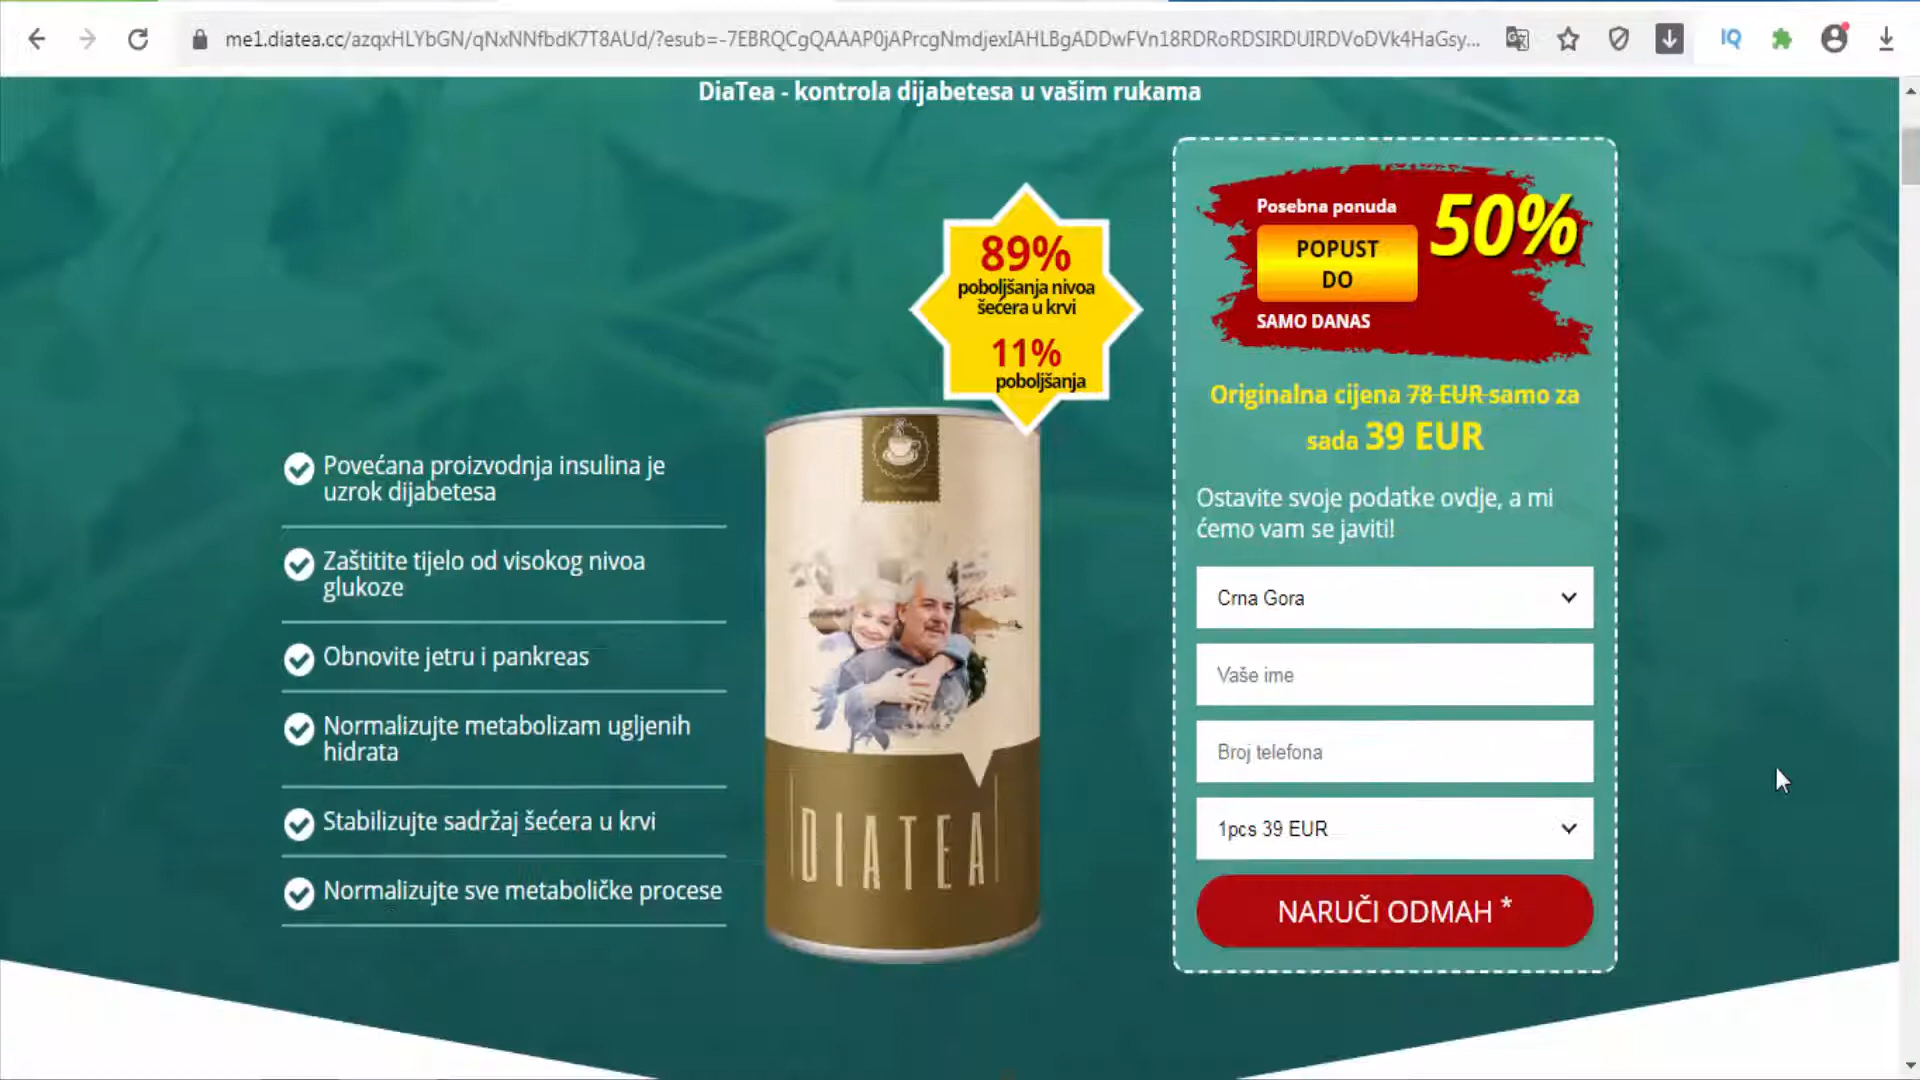 me1.diatea.cc/azqxHLYbGN/qNxNNfbdK7T8AUd/?esub=-7EBRQCgQAAAP0jAPrcgNmdjexIAHLBgADDwFVn18RDRoRDSIRDUIRDVoDVk4HaGsy...
IQ
DiaTea - kontrola dijabetesa u vašim rukama
89%
poboljšanja nivoa
šećera u krvi
11%
poboljšanja
Povećana proizvodnja insulina je
uzrok dijabetesa
Zaštitite tijelo od visokog nivoa
glukoze
Obnovite jetru i pankreas
Normalizujte metabolizam ugljenih
hidrata
Stabilizujte sadržaj šećera u krvi
Normalizujte sve metaboličke procese
DIATEA
Posebna ponuda
POPUST
DO
50%
SAMO DANAS
Originalna cijena 78 EUR samo za
sada 39 EUR
Ostavite svoje podatke ovdje, a mi
ćemo vam se javiti!
Crna Gora
Vaše ime
Broj telefona
1pcs 39 EUR
NARUČI ODMAH *